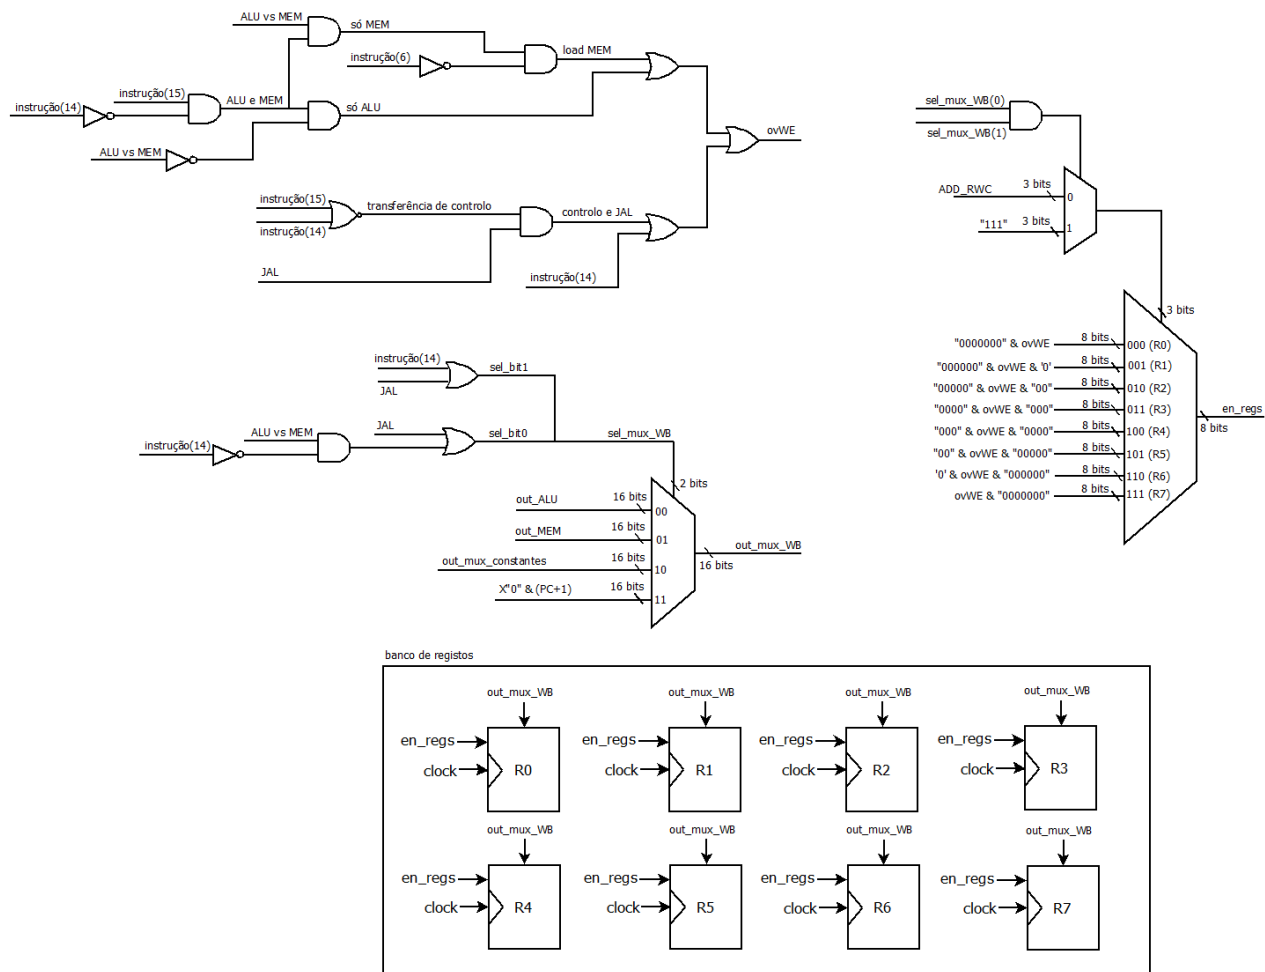 ALU vs MEM
só MEM
instrução(6)
load MEM
instrução(15)
instrução(14)
ALU e MEM
só ALU
ALU vs MEM
ovWE
instrução(15)
transferência de controlo
instrução(14)
controlo e JAL
JAL
instrução(14)
sel_mux_WB(0)
sel_mux_WB(1)
ADD_RWC
3 bits
0
"111"
3 bits
1
3 bits
"0000000" & ovWE
8 bits
000 (R0)
"000000" & ovWE & '0'
8 bits
001 (R1)
"00000" & ovWE & "00"
8 bits
010 (R2)
"0000" & ovWE & "000"
8 bits
011 (R3)
"000" & ovWE & "0000"
8 bits
100 (R4)
"00" & ovWE & "00000"
8 bits
101 (R5)
'0' & ovWE & "000000"
8 bits
110 (R6)
ovWE & "0000000"
8 bits
111 (R7)
en_regs
8 bits
instrução(14)
sel_bit1
JAL
ALU vs MEM
instrução(14)
JAL
sel_bit0
sel_mux_WB
2 bits
out_ALU
16 bits
00
out_MEM
16 bits
01
out_mux_constantes
16 bits
10
X"0" & (PC+1)
16 bits
11
out_mux_WB
16 bits
banco de registos
out_mux_WB
en_regs
clock
R0
out_mux_WB
en_regs
clock
R1
out_mux_WB
en_regs
clock
R2
out_mux_WB
en_regs
clock
R3
out_mux_WB
en_regs
clock
R4
out_mux_WB
en_regs
clock
R5
out_mux_WB
en_regs
clock
R6
out_mux_WB
en_regs
clock
R7